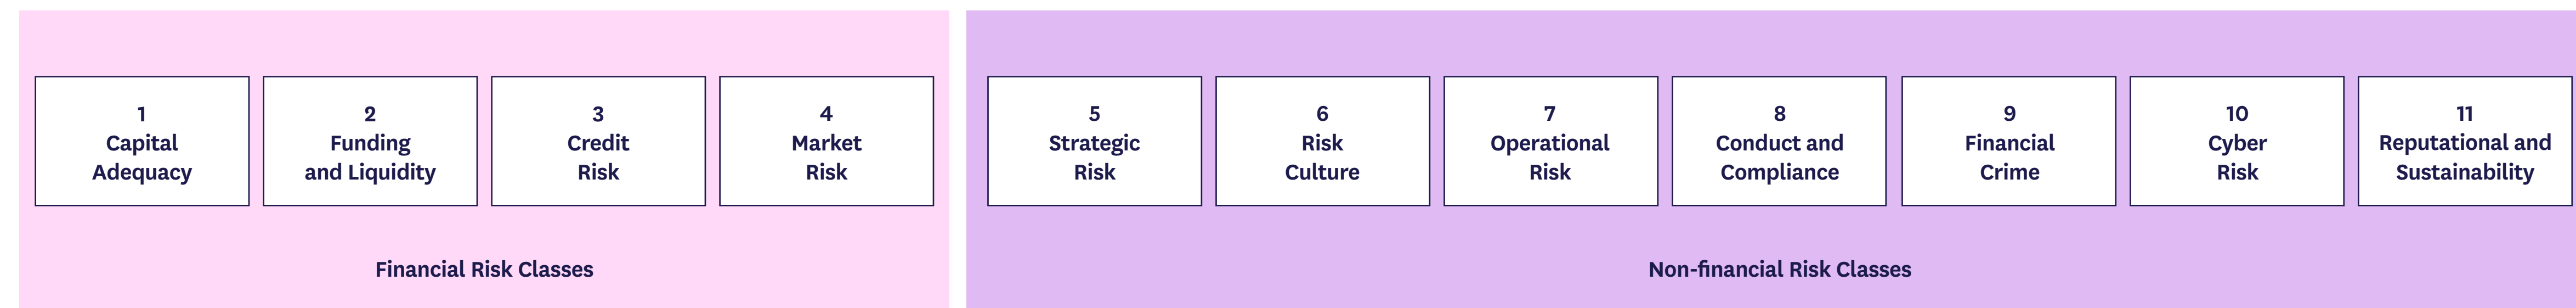 1
Capital
Adequacy
2
Funding
and Liquidity
3
Credit
Risk
4
Market
Risk
Financial Risk Classes
5
Strategic
Risk
6
Risk
Culture
7
Operational
Risk
8
Conduct and
Compliance
9
Financial
Crime
10
Cyber
Risk
11
Reputational and
Sustainability
Non-financial Risk Classes